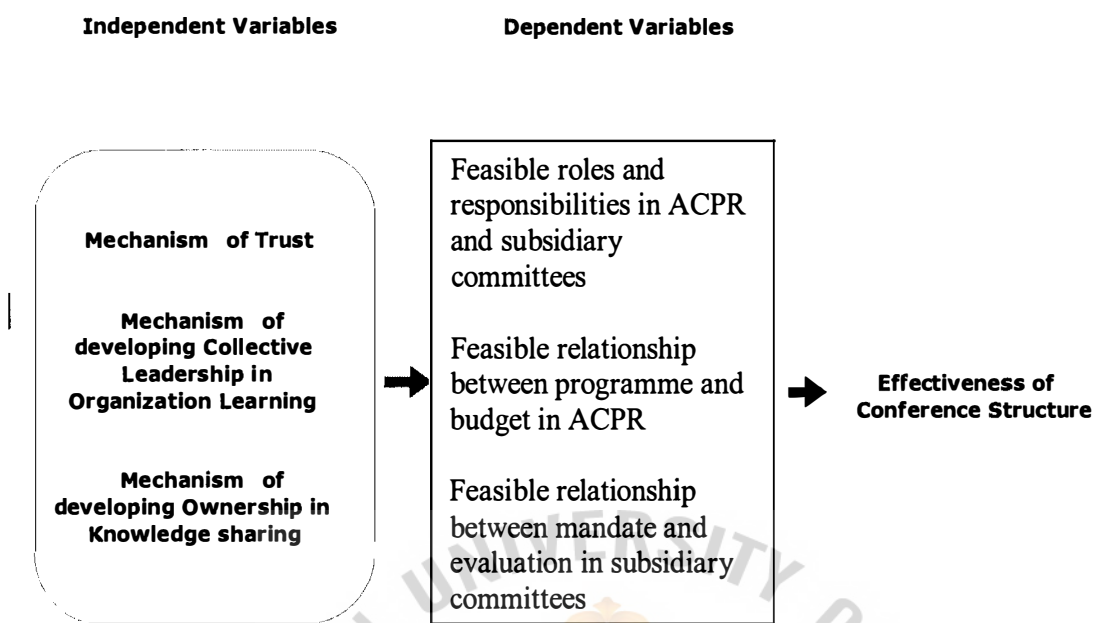 Independent Variables
Dependent Variables
Mechanism of Trust
Mechanism of
developing Collective
Leadership in
Organization Learning
Mechanism of
developing Ownership in
Knowledge sharing
Feasible roles and
responsibilities in ACPR
and subsidiary
committees
Feasible relationship
between programme and
budget in ACPR
Feasible relationship
between mandate and
evaluation in subsidiary
committees
Effectiveness of
Conference Structure
UNIVERSITY